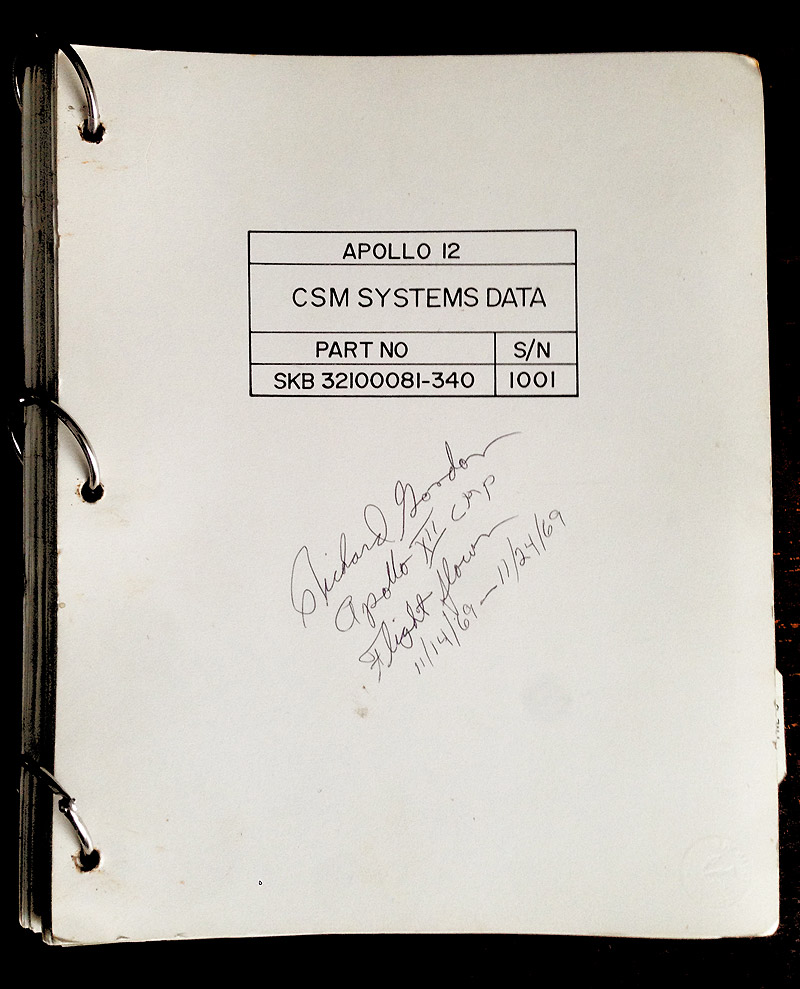 APOLLO 12
CSM SYSTEMS DATA
PART NO S/N
SKB 32100081-340 1001
Richard Gordon
Apollo XII CMP
Flight flown
11/14/69 — 11/24/69